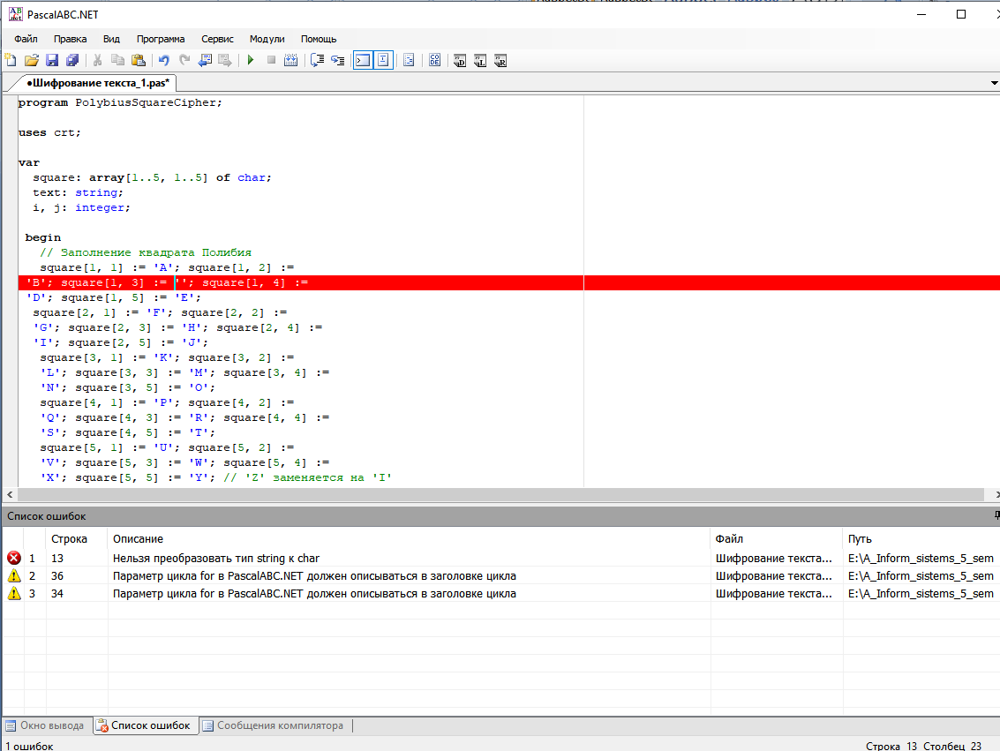 PascalABC.NET
Файл Правка Вид Программа Сервис Модули Помощь
•Шифрование текста_1.pas*
program PolybiusSquareCipher;
uses crt;
var
square: array[1..5, 1..5] of char;
text: string;
i, j: integer;
begin
// Заполнение квадрата Полибия
square[1, 1] := 'A'; square[1, 2] :=
'B'; square[1, 3] := ''; square[1, 4] :=
'D'; square[1, 5] := 'E';
square[2, 1] := 'F'; square[2, 2] :=
'G'; square[2, 3] := 'H'; square[2, 4] :=
'I'; square[2, 5] := 'J';
square[3, 1] := 'K'; square[3, 2] :=
'L'; square[3, 3] := 'M'; square[3, 4] :=
'N'; square[3, 5] := 'O';
square[4, 1] := 'P'; square[4, 2] :=
'Q'; square[4, 3] := 'R'; square[4, 4] :=
'S'; square[4, 5] := 'T';
square[5, 1] := 'U'; square[5, 2] :=
'V'; square[5, 3] := 'W'; square[5, 4] :=
'X'; square[5, 5] := 'Y'; // 'Z' заменяется на 'I'
Список ошибок
Строка Описание Файл Путь
1 13 Нельзя преобразовать тип string к char Шифрование текста... E:\A_Inform_sistems_5_sem
2 36 Параметр цикла for в PascalABC.NET должен описываться в заголовке цикла Шифрование текста... E:\A_Inform_sistems_5_sem
3 34 Параметр цикла for в PascalABC.NET должен описываться в заголовке цикла Шифрование текста... E:\A_Inform_sistems_5_sem
Окно вывода Список ошибок Сообщения компилятора
1 ошибок Строка 13 Столбец 23